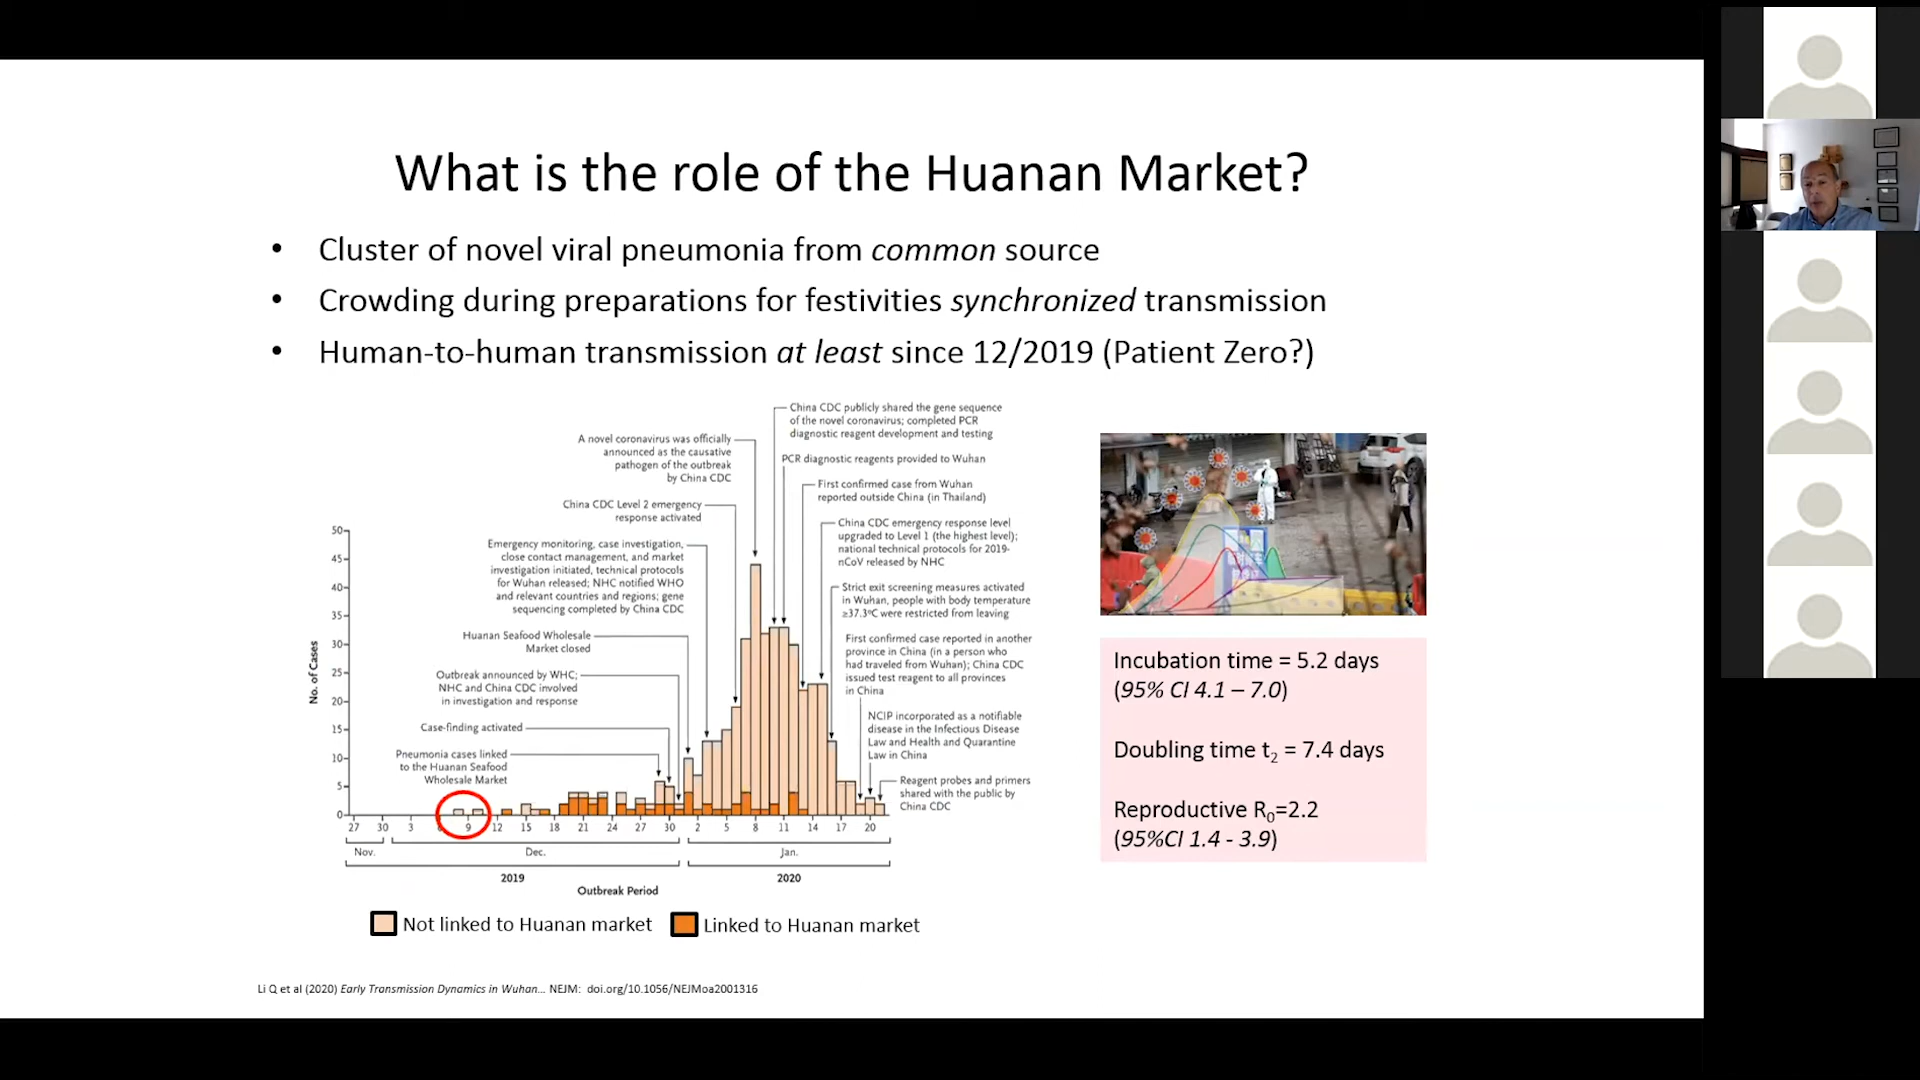 What is the role of the Huanan Market?
• Cluster of novel viral pneumonia from common source
• Crowding during preparations for festivities synchronized transmission
• Human-to-human transmission at least since 12/2019 (Patient Zero?)
China CDC publicly shared the gene sequence
of the novel coronavirus; completed PCR
diagnostic reagent development and testing
A novel coronavirus was officially
announced as the causative
pathogen of the outbreak
by China CDC
PCR diagnostic reagents provided to Wuhan
First confirmed case from Wuhan
reported outside China (in Thailand)
China CDC Level 2 emergency
response activated
China CDC emergency response level
upgraded to Level 1 (the highest level);
national technical protocols for 2019-
nCoV released by NHC
Emergency monitoring, case investigation,
close contact management, and market
investigation initiated, technical protocols
for Wuhan released; NHC notified WHO
and relevant countries and regions; gene
sequencing completed by China CDC
Strict exit screening measures activated
in Wuhan, people with body temperature
≥37.3°C were restricted from leaving
Huanan Seafood Wholesale
Market closed
First confirmed case reported in another
province in China (in a person who
had traveled from Wuhan); China CDC
issued test reagent to all provinces
in China
Outbreak announced by WHC;
NHC and China CDC involved
in investigation and response
Case-finding activated
NCIP incorporated as a notifiable
disease in the Infectious Disease
Law and Health and Quarantine
Law in China
Pneumonia cases linked
to the Huanan Seafood
Wholesale Market
Reagent probes and primers
shared with the public by
China CDC
No. of Cases
50
45
40
35
30
25
20
15
10
5
0
27 30 3 6 9 12 15 18 21 24 27 30 2 5 8 11 14 17 20
Nov. Dec. Jan.
2019 2020
Outbreak Period
Not linked to Huanan market Linked to Huanan market
Incubation time = 5.2 days
(95% CI 4.1 – 7.0)
Doubling time t2 = 7.4 days
Reproductive R0=2.2
(95%CI 1.4 - 3.9)
Li Q et al (2020) Early Transmission Dynamics in Wuhan... NEJM: doi.org/10.1056/NEJMoa2001316